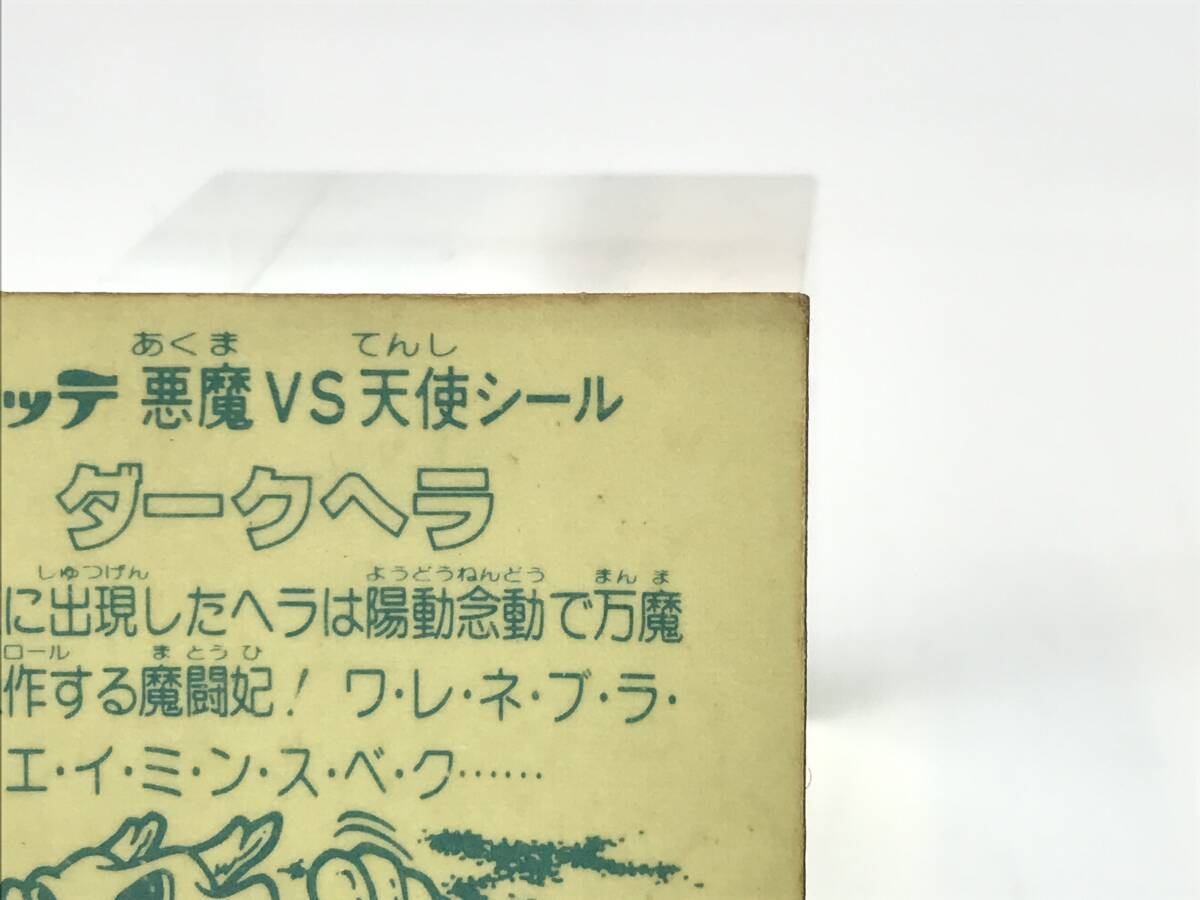 あくま てんし
ッテ 悪魔VS天使シール
ダークヘラ
しゅつげん ようどうねんどう まんま
に出現したヘラは陽動念動で万魔
ロール まとうひ
作する魔闘妃! ワ・レ・ネ・ブ・ラ・
エ・イ・ミ・ン・ス・ベ・ク……